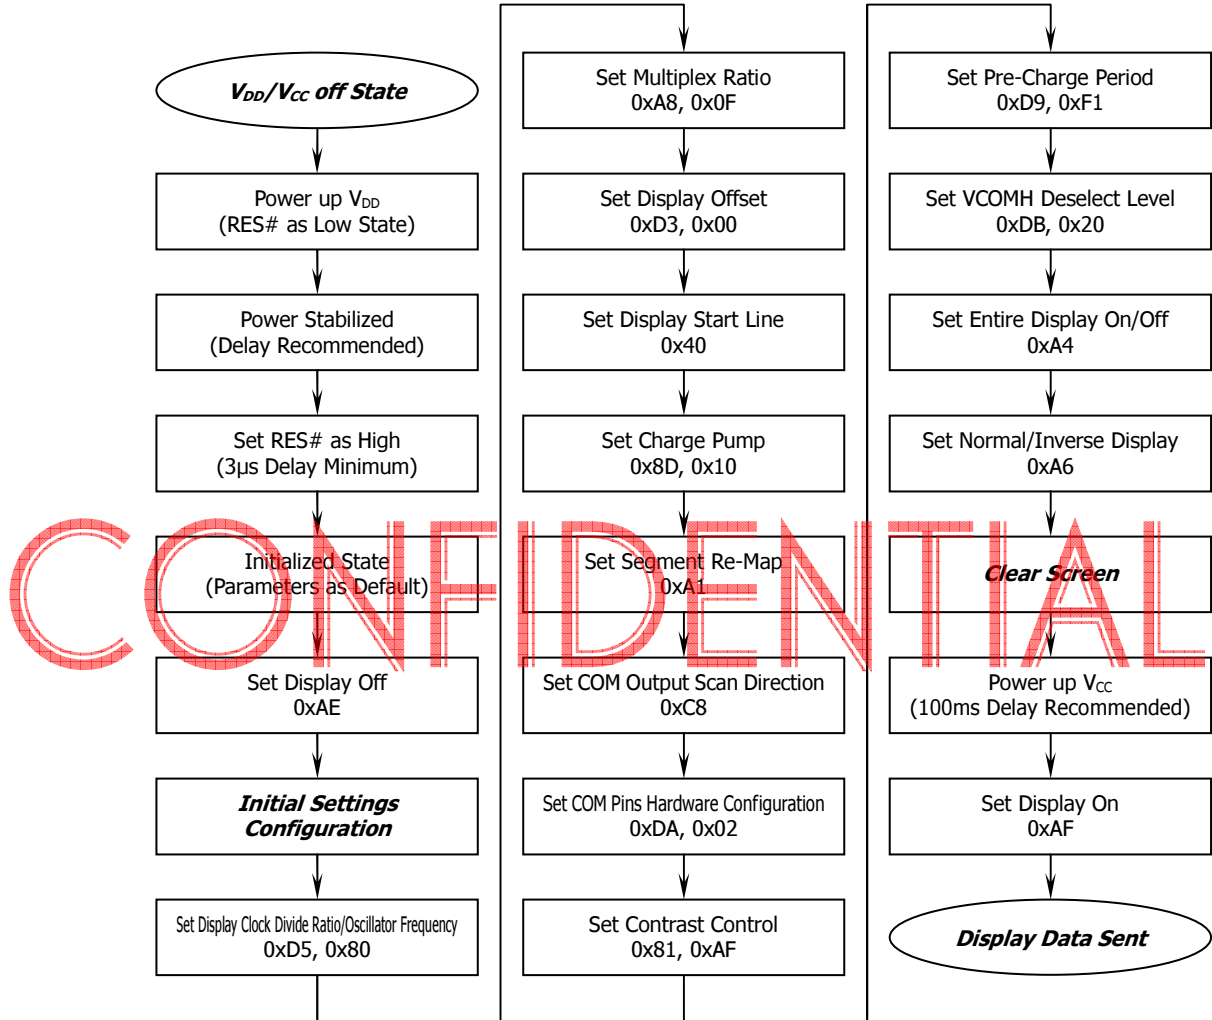 V_DD/V_CC off State
Power up V_DD
(RES# as Low State)
Power Stabilized
(Delay Recommended)
Set RES# as High
(3μs Delay Minimum)
Initialized State
(Parameters as Default)
Set Display Off
0xAE
Initial Settings
Configuration
Set Display Clock Divide Ratio/Oscillator Frequency
0xD5, 0x80
Set Multiplex Ratio
0xA8, 0x0F
Set Display Offset
0xD3, 0x00
Set Display Start Line
0x40
Set Charge Pump
0x8D, 0x10
Set Segment Re-Map
0xA1
Set COM Output Scan Direction
0xC8
Set COM Pins Hardware Configuration
0xDA, 0x02
Set Contrast Control
0x81, 0xAF
Set Pre-Charge Period
0xD9, 0xF1
Set VCOMH Deselect Level
0xDB, 0x20
Set Entire Display On/Off
0xA4
Set Normal/Inverse Display
0xA6
Clear Screen
Power up V_CC
(100ms Delay Recommended)
Set Display On
0xAF
Display Data Sent
CONFIDENTIAL